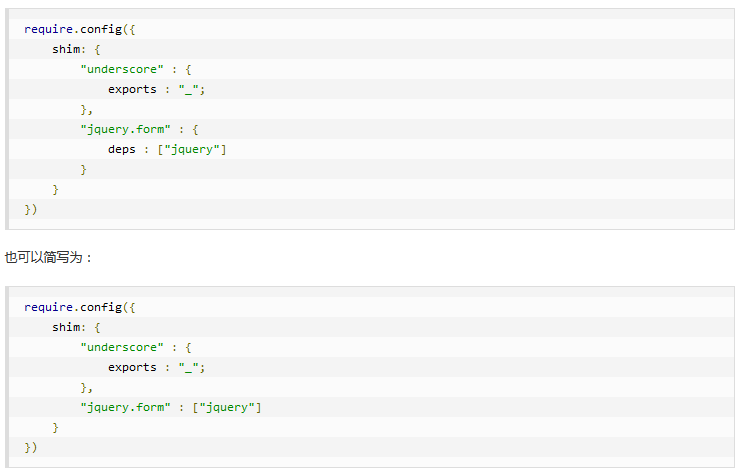 require.config({
    shim: {
        "underscore" : {
            exports : "_";
        },
        "jquery.form" : {
            deps : ["jquery"]
        }
    }
})
也可以简写为：
require.config({
    shim: {
        "underscore" : {
            exports : "_";
        },
        "jquery.form" : ["jquery"]
    }
})